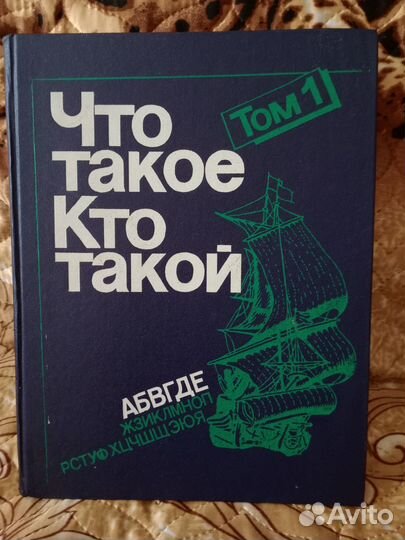 Том 1
Что
такое
Кто
такой
АБВГДЕ
ЖЗИКЛМНОП
РСТУФХЦЧШЩЭЮЯ
Avito